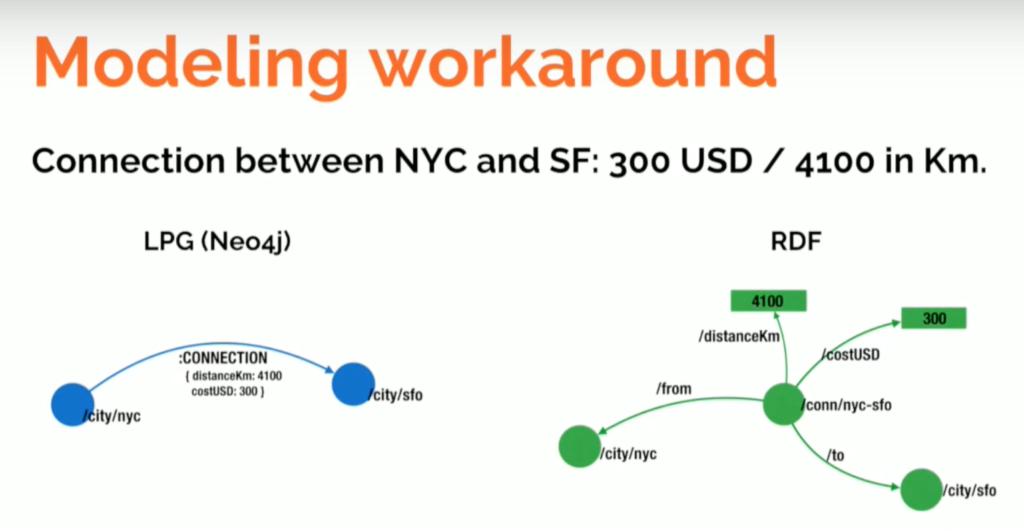 Modeling workaround
Connection between NYC and SF: 300 USD / 4100 in Km.
LPG (Neo4j)
:CONNECTION
{ distanceKm: 4100
costUSD: 300 }
/city/nyc
/city/sfo
RDF
4100
300
/distanceKm
/costUSD
/from
/conn/nyc-sfo
/city/nyc
/to
/city/sfo